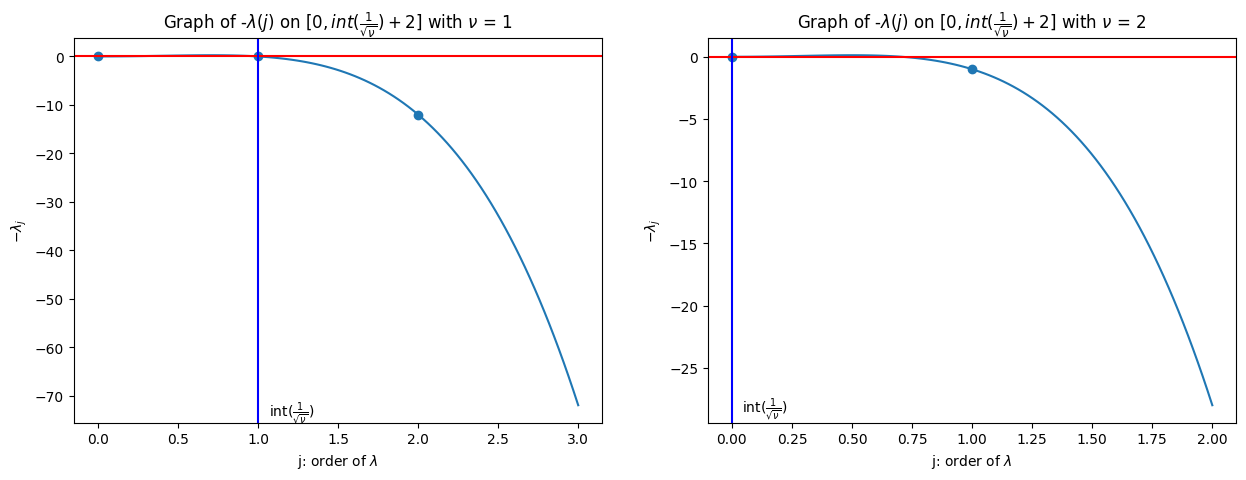 Graph of -λ(j) on [0, int(1/√ν) + 2] with ν = 1
0
−10
−20
−30
−40
−50
−60
−70
−λj
int(1/√ν)
0.0 0.5 1.0 1.5 2.0 2.5 3.0
j: order of λ
Graph of -λ(j) on [0, int(1/√ν) + 2] with ν = 2
0
−5
−10
−15
−20
−25
−λj
int(1/√ν)
0.00 0.25 0.50 0.75 1.00 1.25 1.50 1.75 2.00
j: order of λ